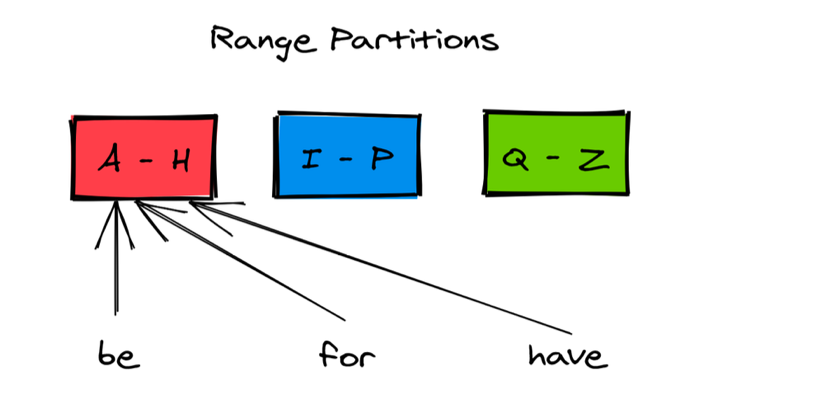 Range Partitions
A - H
I - P
Q - Z
be
for
have